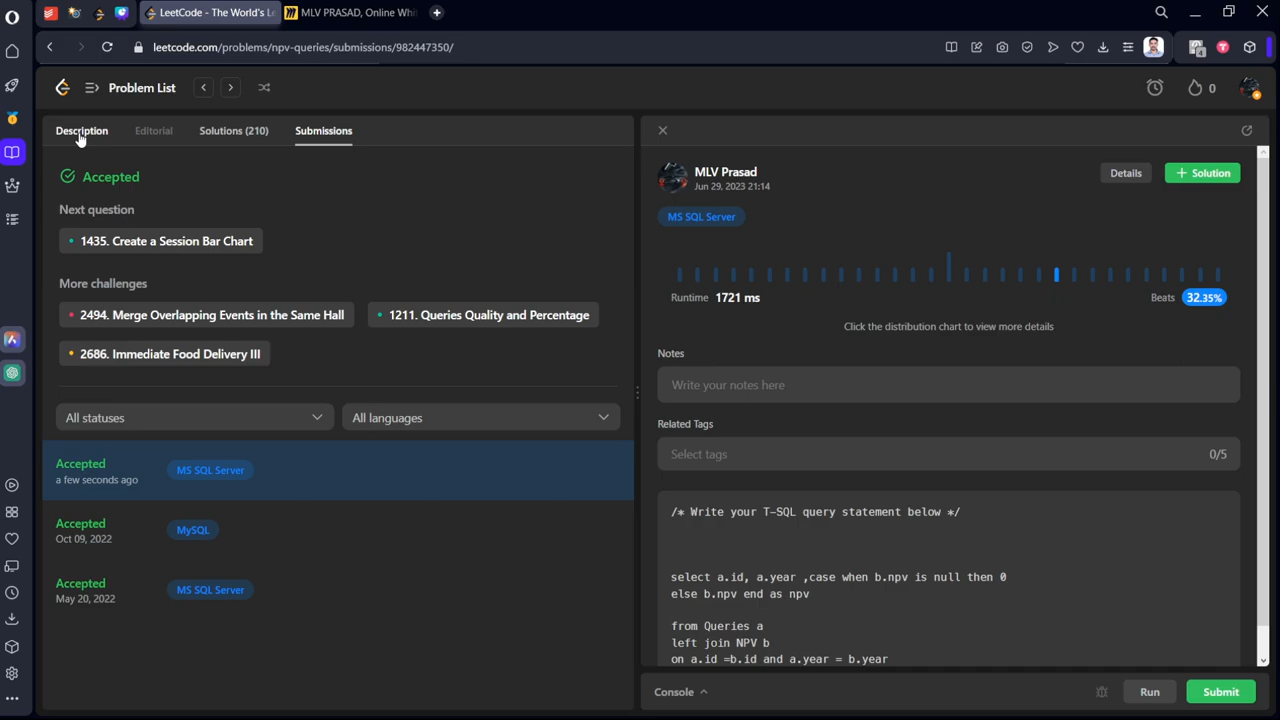 LeetCode - The World's Le
MLV PRASAD, Online Whit
leetcode.com/problems/npv-queries/submissions/982447350/
4
Problem List
0
Description
Editorial
Solutions (210)
Submissions
Accepted
Next question
1435. Create a Session Bar Chart
More challenges
2494. Merge Overlapping Events in the Same Hall
1211. Queries Quality and Percentage
2686. Immediate Food Delivery III
All statuses
All languages
Accepted
a few seconds ago
MS SQL Server
Accepted
Oct 09, 2022
MySQL
Accepted
May 20, 2022
MS SQL Server
MLV Prasad
Jun 29, 2023 21:14
Details
+ Solution
MS SQL Server
Runtime 1721 ms
Beats 32.35%
Click the distribution chart to view more details
Notes
Write your notes here
Related Tags
Select tags
0/5
/* Write your T-SQL query statement below */
select a.id, a.year ,case when b.npv is null then 0
else b.npv end as npv
from Queries a
left join NPV b
on a.id =b.id and a.year = b.year
Console
Run
Submit